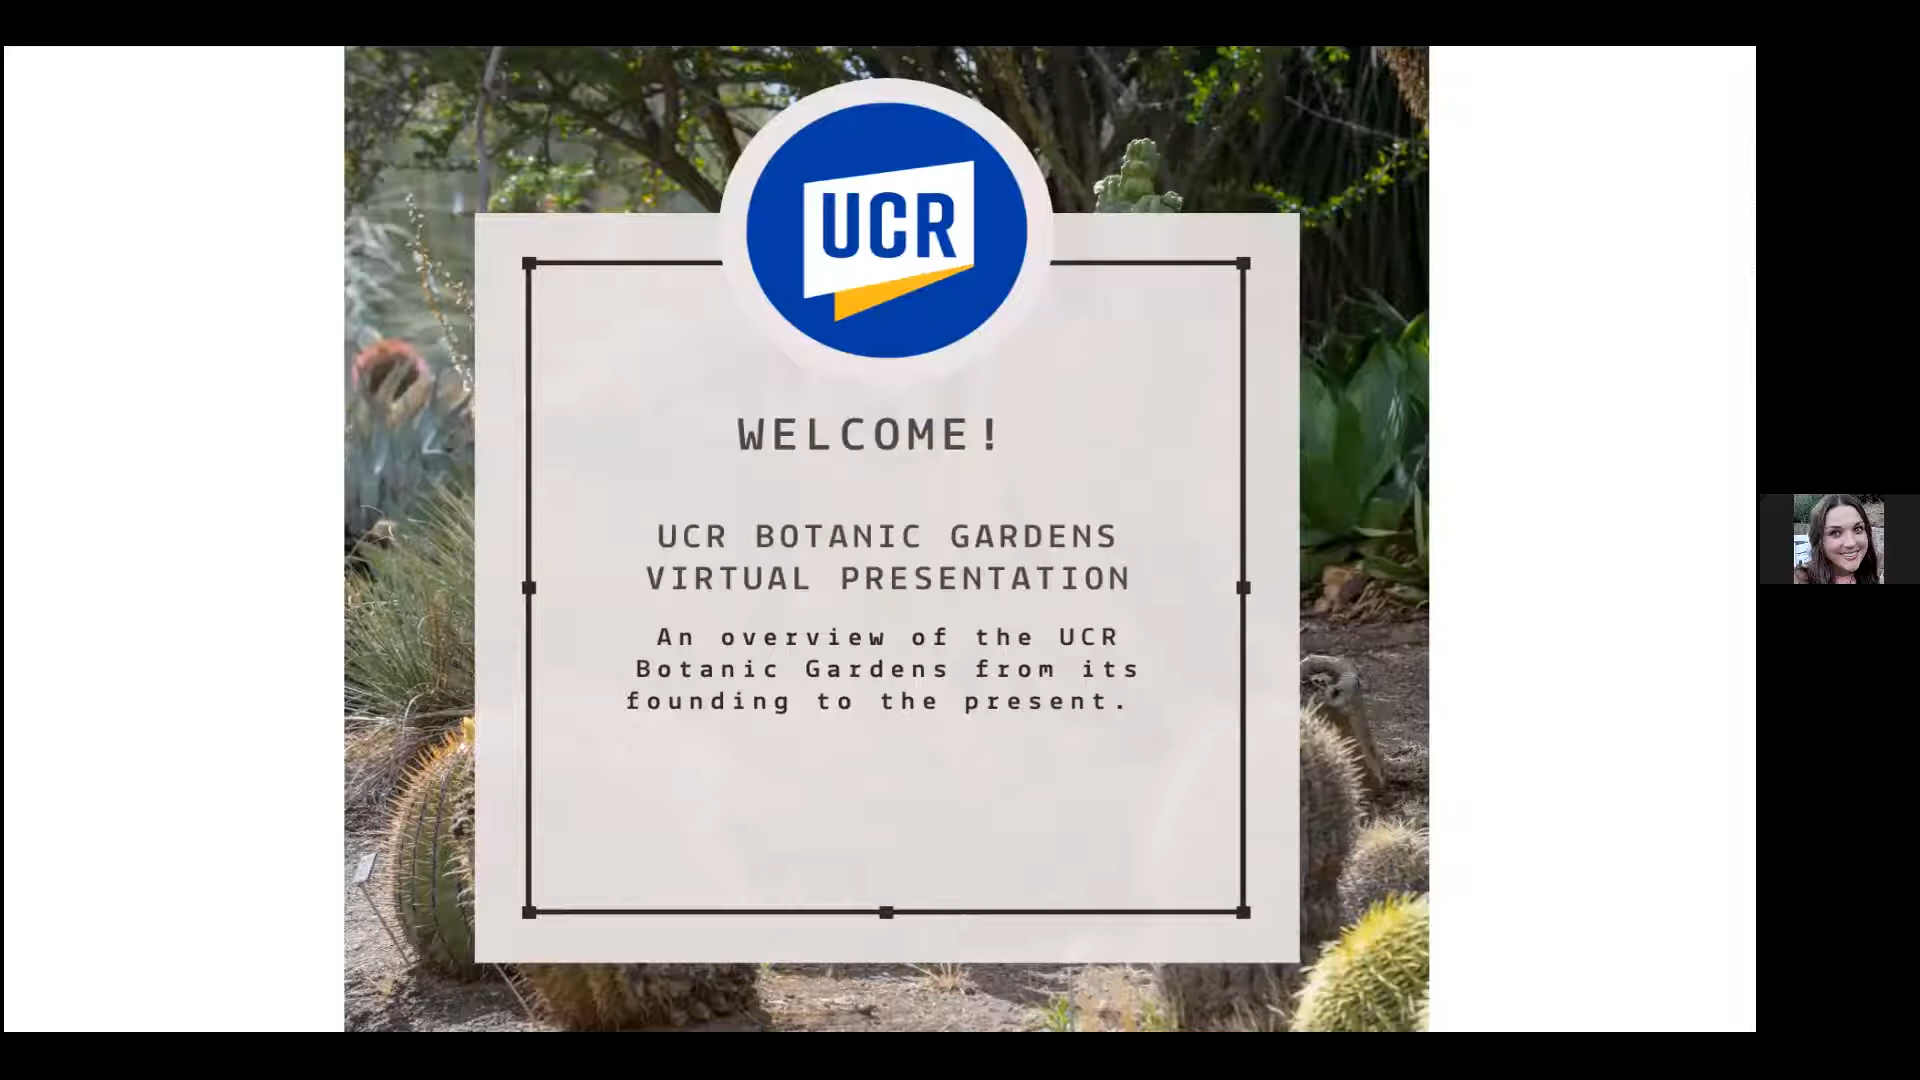 UCR
WELCOME!
UCR BOTANIC GARDENS
VIRTUAL PRESENTATION
An overview of the UCR
Botanic Gardens from its
founding to the present.